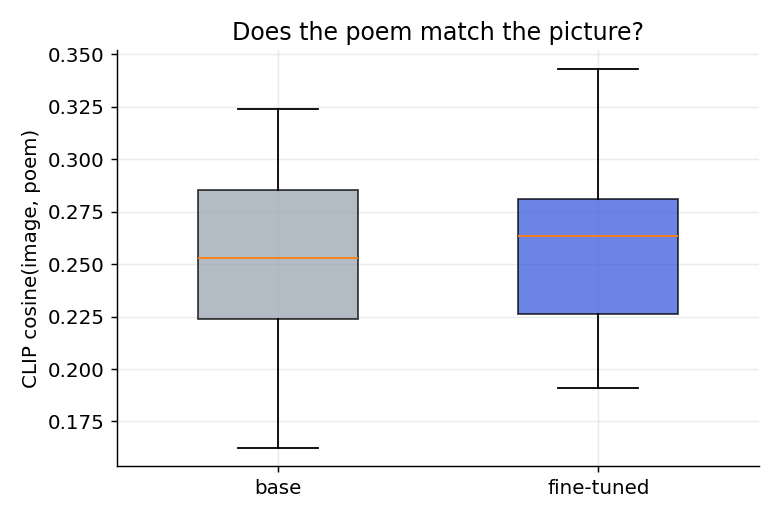 Does the poem match the picture?
CLIP cosine(image, poem)
0.350
0.325
0.300
0.275
0.250
0.225
0.200
0.175
base
fine-tuned